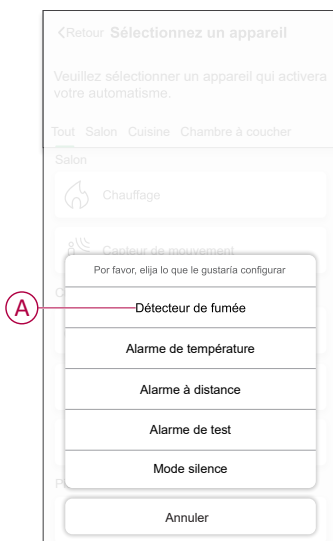 Retour Sélectionnez un appareil
Veuillez sélectionner un appareil qui activera
votre automatisme.
Tout Salon Cuisine Chambre à coucher
Salon
Chauffage
Capteur de mouvement
Por favor, elija lo que le gustaría configurar
A
Détecteur de fumée
Alarme de température
Alarme à distance
Alarme de test
Mode silence
Annuler